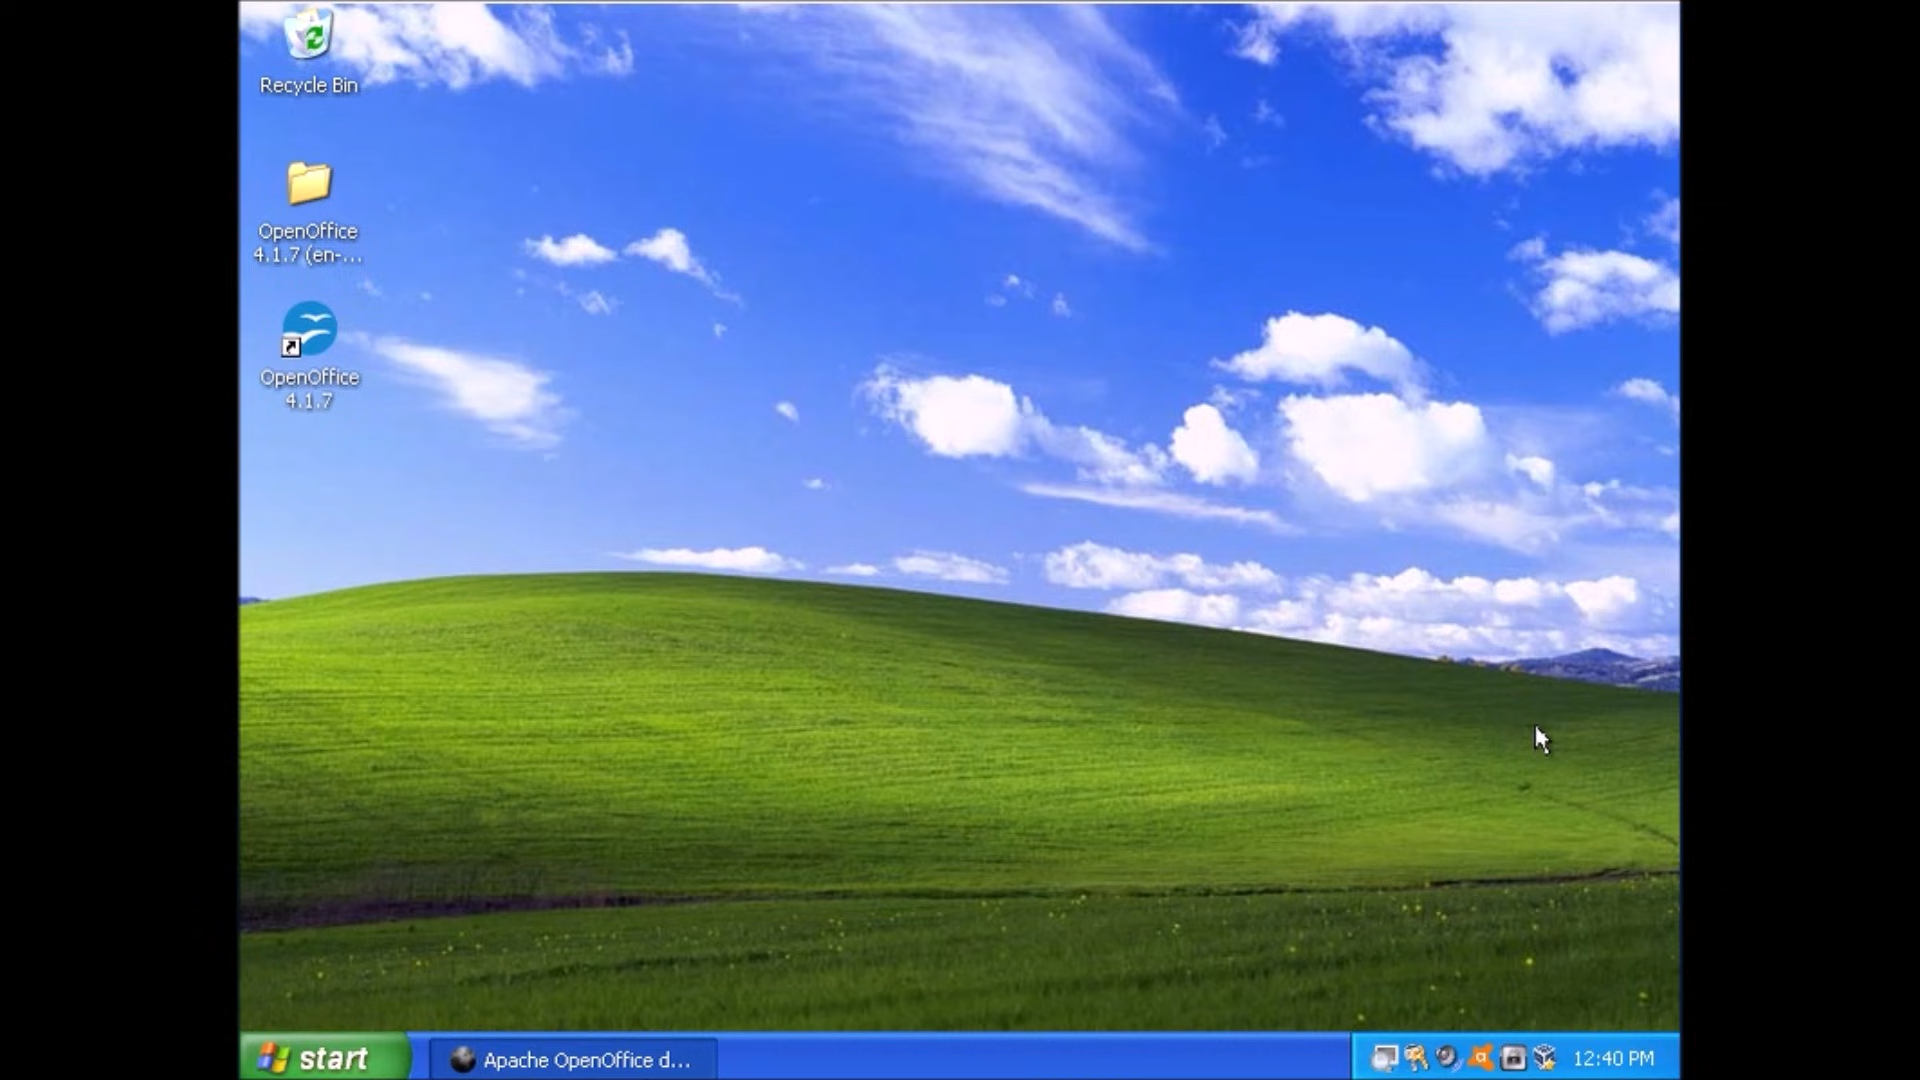 Recycle Bin
OpenOffice
4.1.7 (en-...
OpenOffice
4.1.7
start
Apache OpenOffice d...
12:40 PM